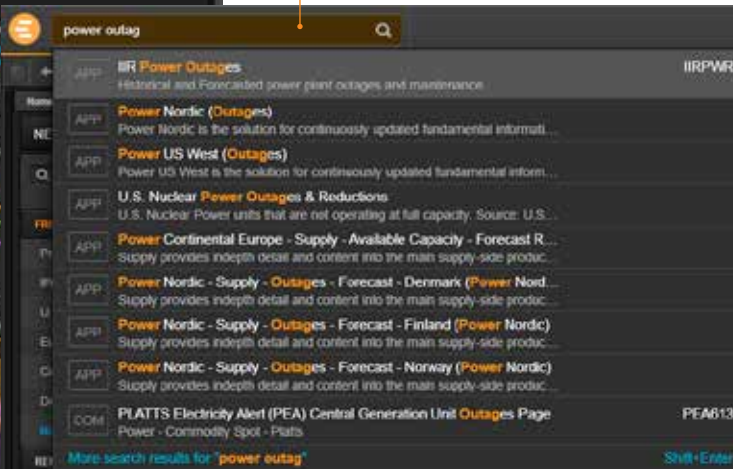 power outag
APP IIR Power Outages IIRPWR
Historical and Forecasted power plant outages and maintenance
APP Power Nordic (Outages)
Power Nordic is the solution for continuously updated fundamental informati...
APP Power US West (Outages)
Power US West is the solution for continuously updated fundamental inform...
APP U.S. Nuclear Power Outages & Reductions
U.S. Nuclear Power units that are not operating at full capacity. Source: U.S...
APP Power Continental Europe - Supply - Available Capacity - Forecast R...
Supply provides indepth detail and content into the main supply-side produc...
APP Power Nordic - Supply - Outages - Forecast - Denmark (Power Nord...
Supply provides indepth detail and content into the main supply-side produc...
APP Power Nordic - Supply - Outages - Forecast - Finland (Power Nordic)
Supply provides indepth detail and content into the main supply-side produc...
APP Power Nordic - Supply - Outages - Forecast - Norway (Power Nordic)
Supply provides indepth detail and content into the main supply-side produc...
COM PLATTS Electricity Alert (PEA) Central Generation Unit Outages Page PEA613
Power - Commodity Spot - Platts
More search results for "power outag" Shift+Enter
Name
NE
FR